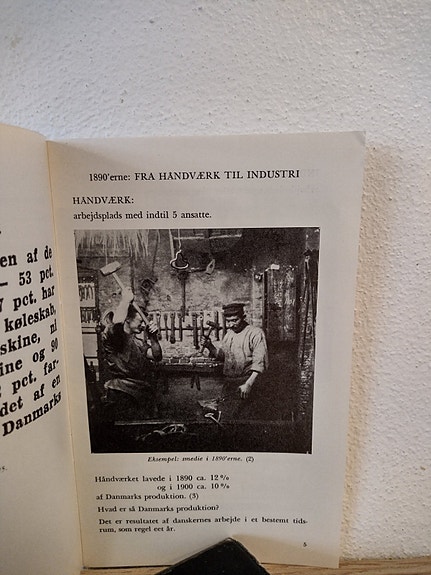 en af de
— 53 pct.
7 pct. har
køleskab,
skine, nl
ine og 90
pct. far-
det af en
Danmarks
1890'erne: FRA HÅNDVÆRK TIL INDUSTRI
HÅNDVÆRK:
arbejdsplads med indtil 5 ansatte.
Eksempel: smedie i 1890'erne. (2)
Håndværket lavede i 1890 ca. 12 %
og i 1900 ca. 10 %
af Danmarks produktion. (3)
Hvad er så Danmarks produktion?
Det er resultatet af danskernes arbejde i et bestemt tids-
rum, som regel eet år.
5